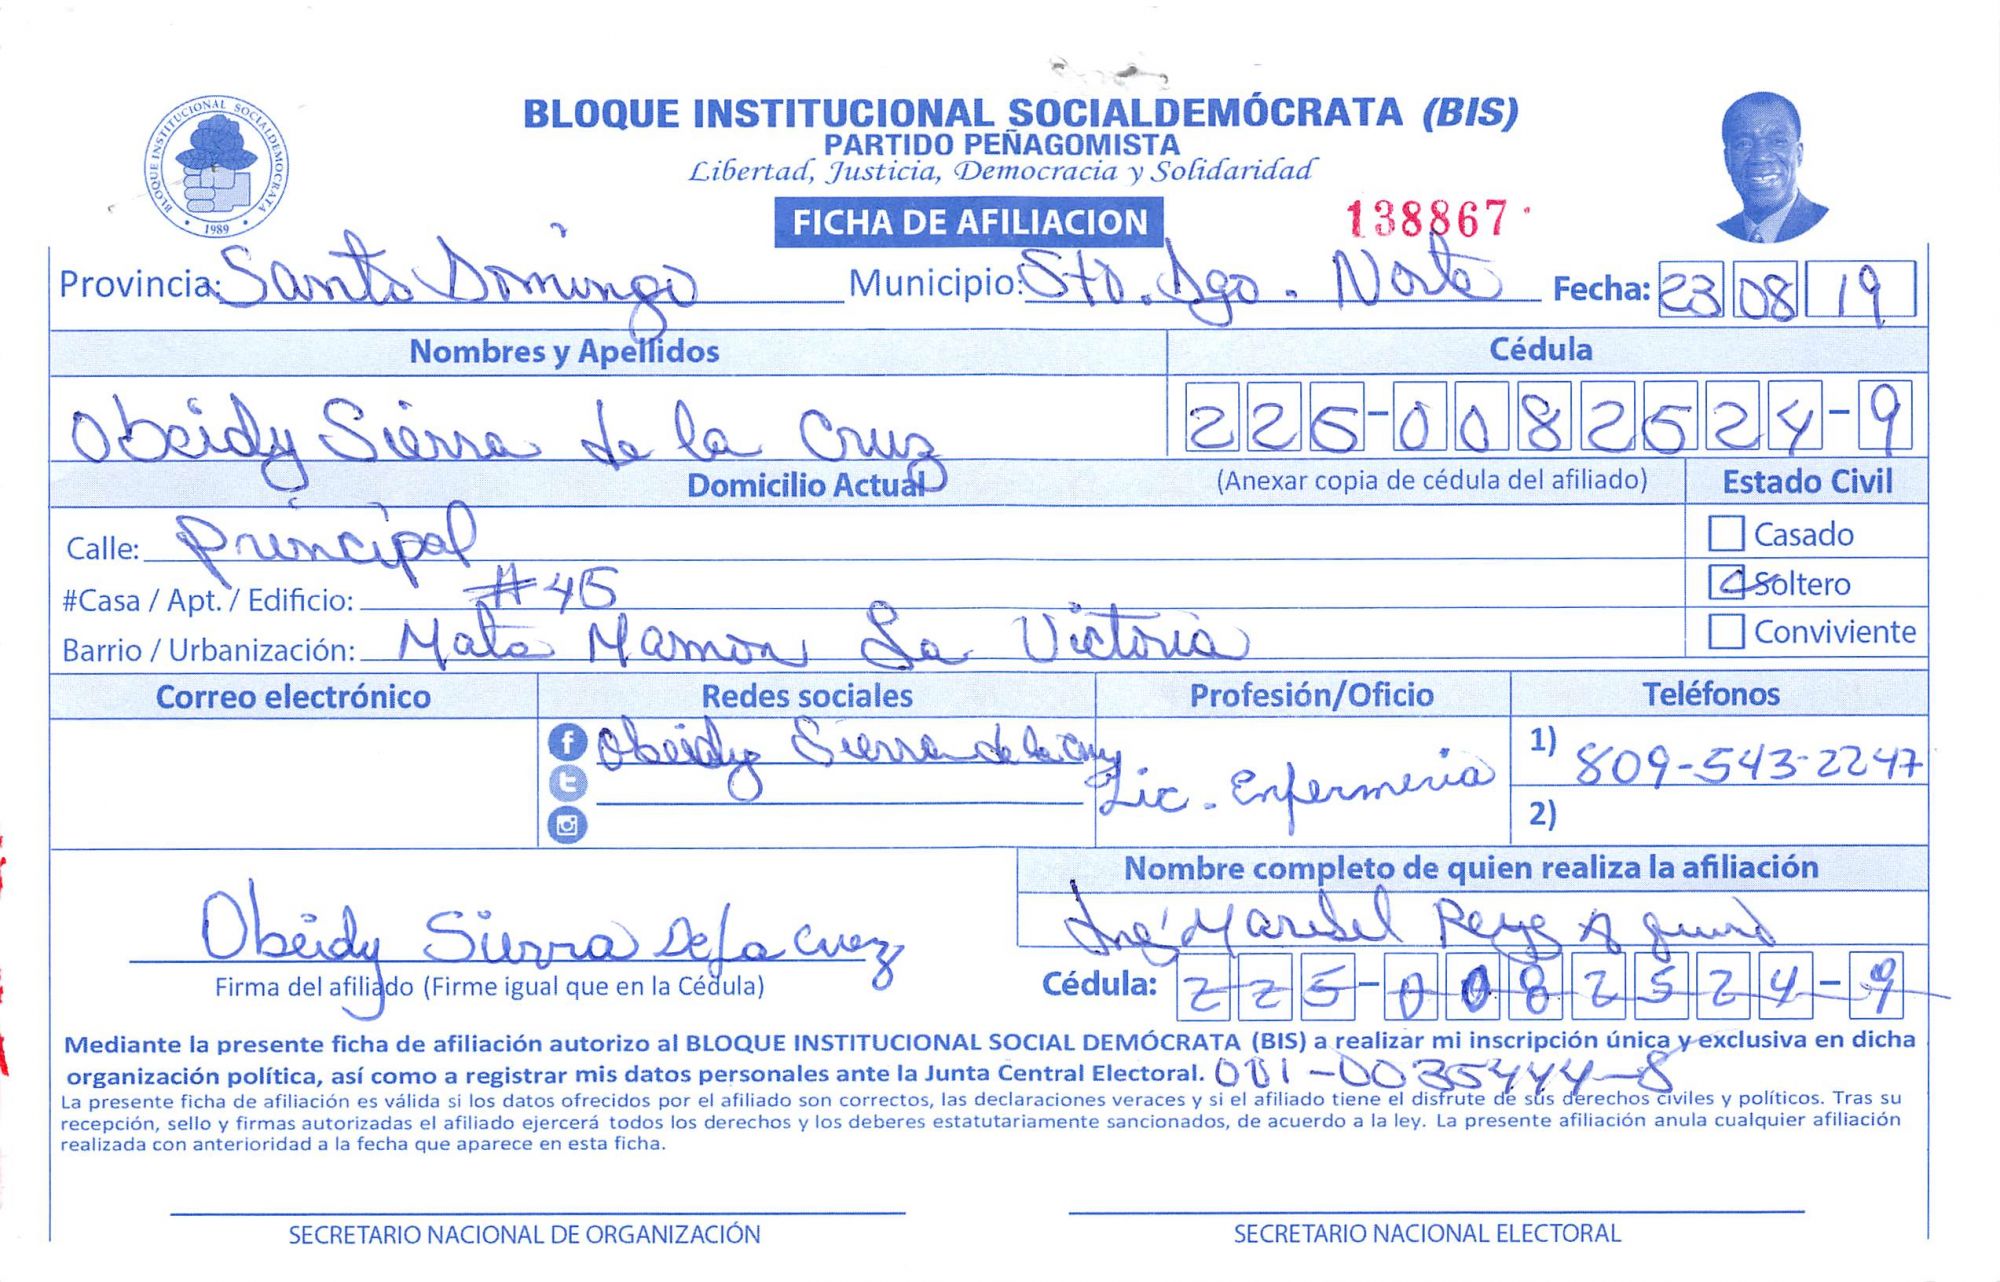 BLOQUE INSTITUCIONAL SOCIALDEMÓCRATA (BIS)
PARTIDO PEÑAGOMISTA
Libertad, Justicia, Democracia y Solidaridad
BLOQUE INSTITUCIONAL SOCIALDEMOCRATA
1989
FICHA DE AFILIACION
138867
Provincia: Santo Domingo Municipio: Sto. Dgo. Norte Fecha: 23 08 19
Nombres y Apellidos Cédula
Obeidy Sierra de la Cruz 225-0082524-9
Domicilio Actual (Anexar copia de cédula del afiliado) Estado Civil
Calle: principal Casado
#Casa / Apt. / Edificio: #45 Soltero
Barrio / Urbanización: Mata Mamon La Victoria Conviviente
Correo electrónico Redes sociales Profesión/Oficio Teléfonos
Obeidy Sierra de la Cruz Lic. Enfermeria 1) 809-543-2247
2)
Nombre completo de quien realiza la afiliación
Obeidy Sierra De La Cruz Maribel Reyes
Firma del afiliado (Firme igual que en la Cédula) Cédula: 225-0082524-9
Mediante la presente ficha de afiliación autorizo al BLOQUE INSTITUCIONAL SOCIAL DEMÓCRATA (BIS) a realizar mi inscripción única y exclusiva en dicha
organización política, así como a registrar mis datos personales ante la Junta Central Electoral. 001-0035444-8
La presente ficha de afiliación es válida si los datos ofrecidos por el afiliado son correctos, las declaraciones veraces y si el afiliado tiene el disfrute de sus derechos civiles y políticos. Tras su
recepción, sello y firmas autorizadas el afiliado ejercerá todos los derechos y los deberes estatutariamente sancionados, de acuerdo a la ley. La presente afiliación anula cualquier afiliación
realizada con anterioridad a la fecha que aparece en esta ficha.
SECRETARIO NACIONAL DE ORGANIZACIÓN SECRETARIO NACIONAL ELECTORAL